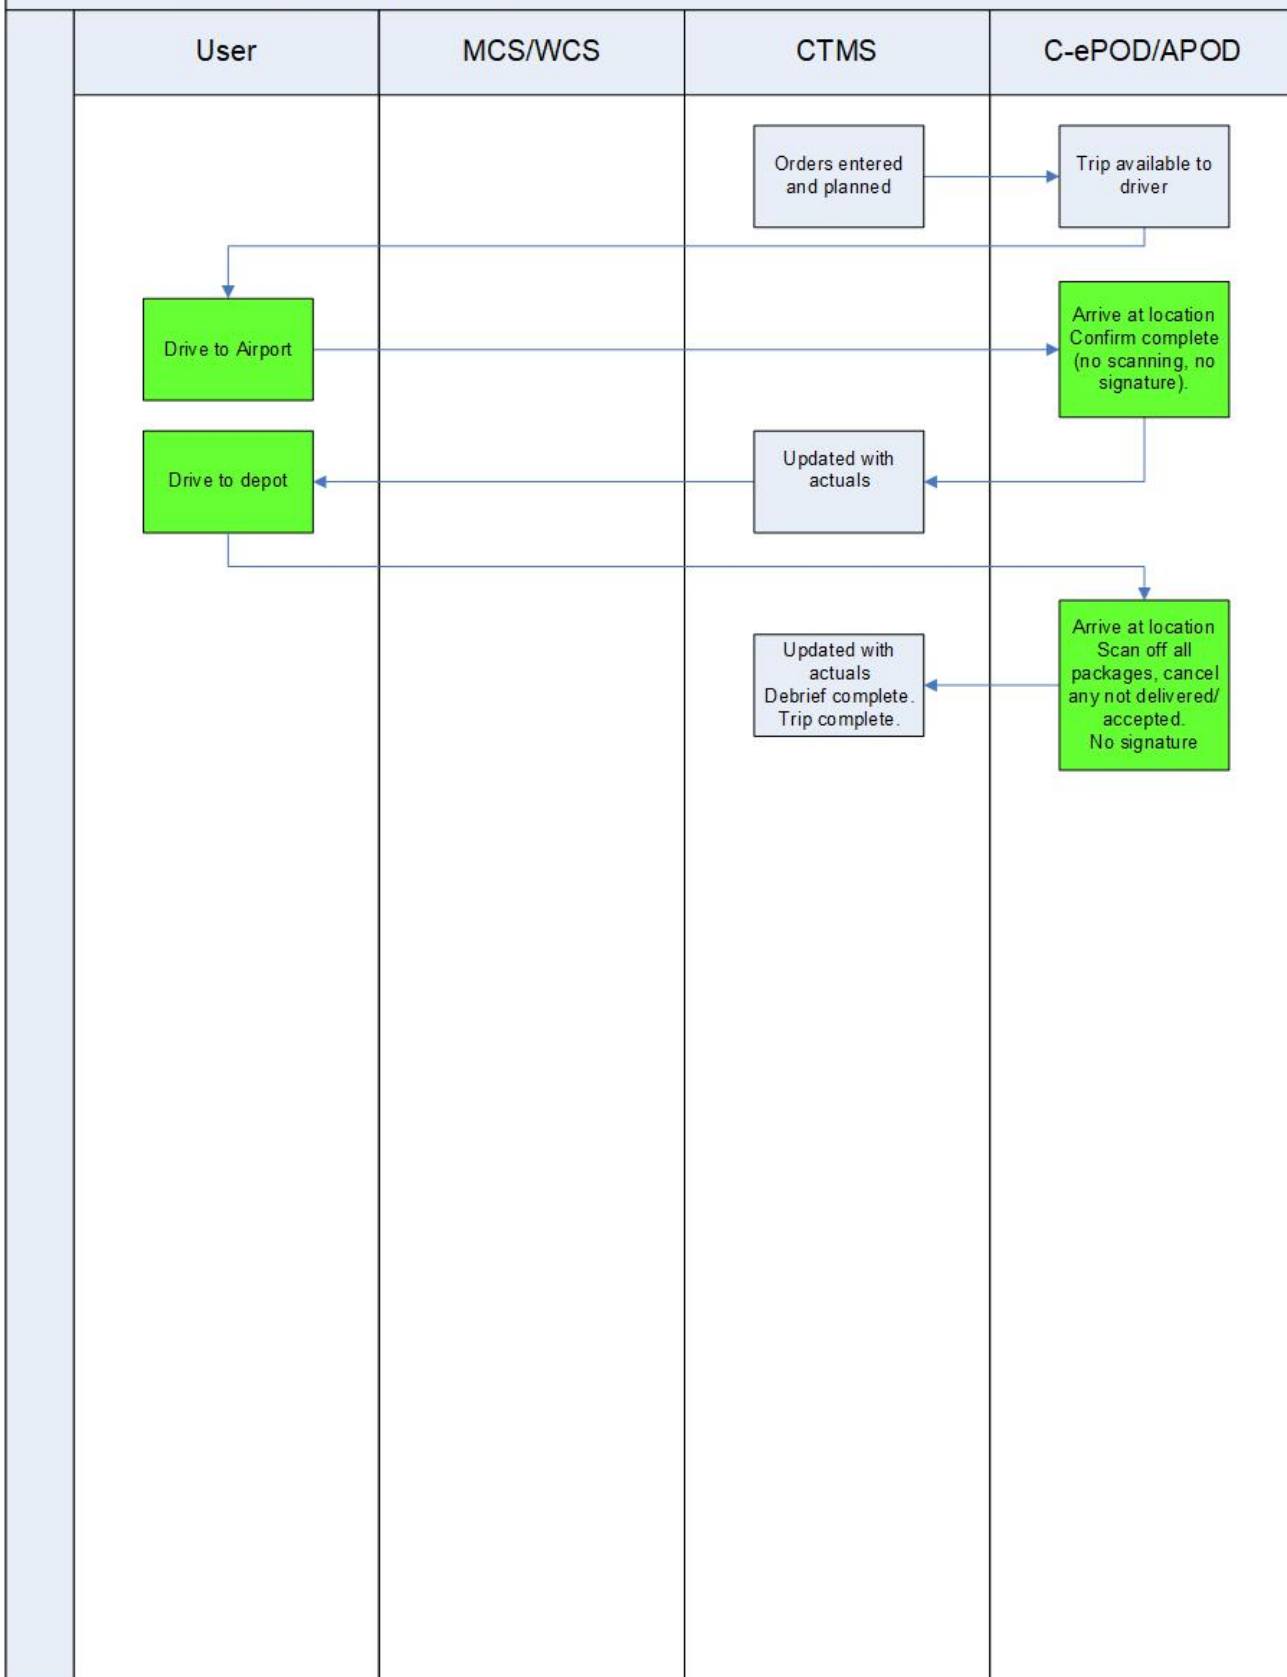 User
MCS/WCS
CTMS
C-ePOD/APOD
Orders entered
and planned
Trip available to
driver
Drive to Airport
Arrive at location
Confirm complete
(no scanning, no
signature).
Drive to depot
Updated with
actuals
Updated with
actuals
Debrief complete.
Trip complete.
Arrive at location
Scan off all
packages, cancel
any not delivered/
accepted.
No signature